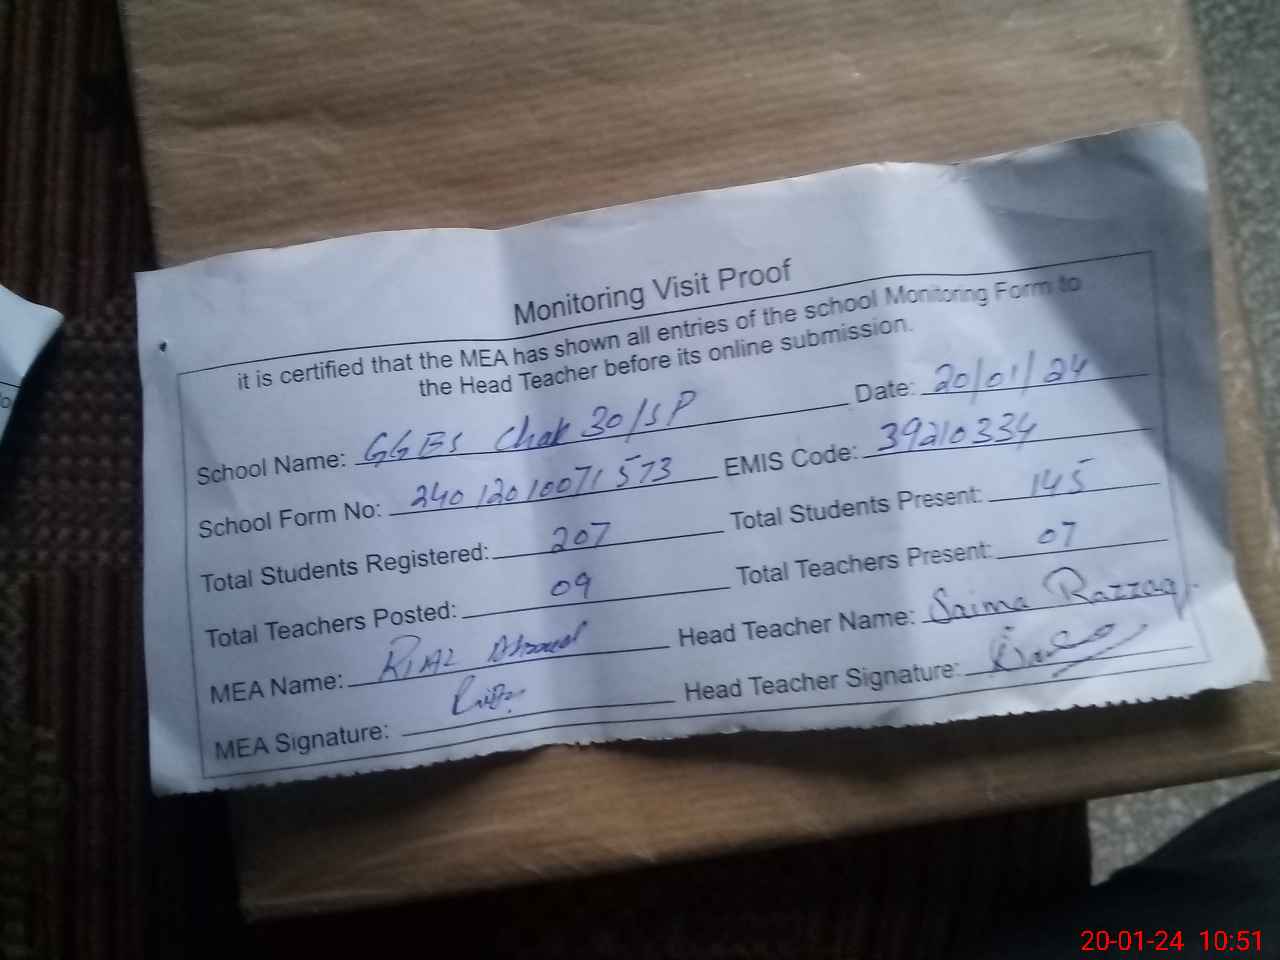 Monitoring Visit Proof
it is certified that the MEA has shown all entries of the school Monitoring Form to
the Head Teacher before its online submission.
School Name: GGES Chak 30/SP Date: 20/01/24
School Form No: 24012010071573 EMIS Code: 39210334
Total Students Registered: 207 Total Students Present: 145
Total Teachers Posted: 09 Total Teachers Present: 07
MEA Name: RIAZ Ahmad Head Teacher Name: Saima Razzaq
MEA Signature: Head Teacher Signature:
20-01-24 10:51